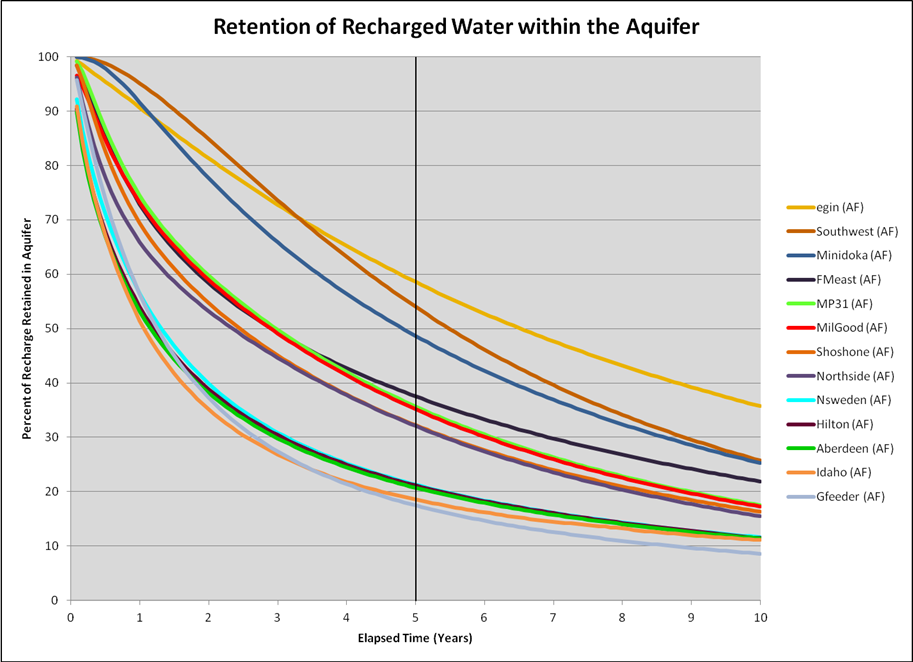 Retention of Recharged Water within the Aquifer
Percent of Recharge Retained in Aquifer
100
90
80
70
60
50
40
30
20
10
0
0 1 2 3 4 5 6 7 8 9 10
Elapsed Time (Years)
egin (AF)
Southwest (AF)
Minidoka (AF)
FMeast (AF)
MP31 (AF)
MilGood (AF)
Shoshone (AF)
Northside (AF)
Nsweden (AF)
Hilton (AF)
Aberdeen (AF)
Idaho (AF)
Gfeeder (AF)